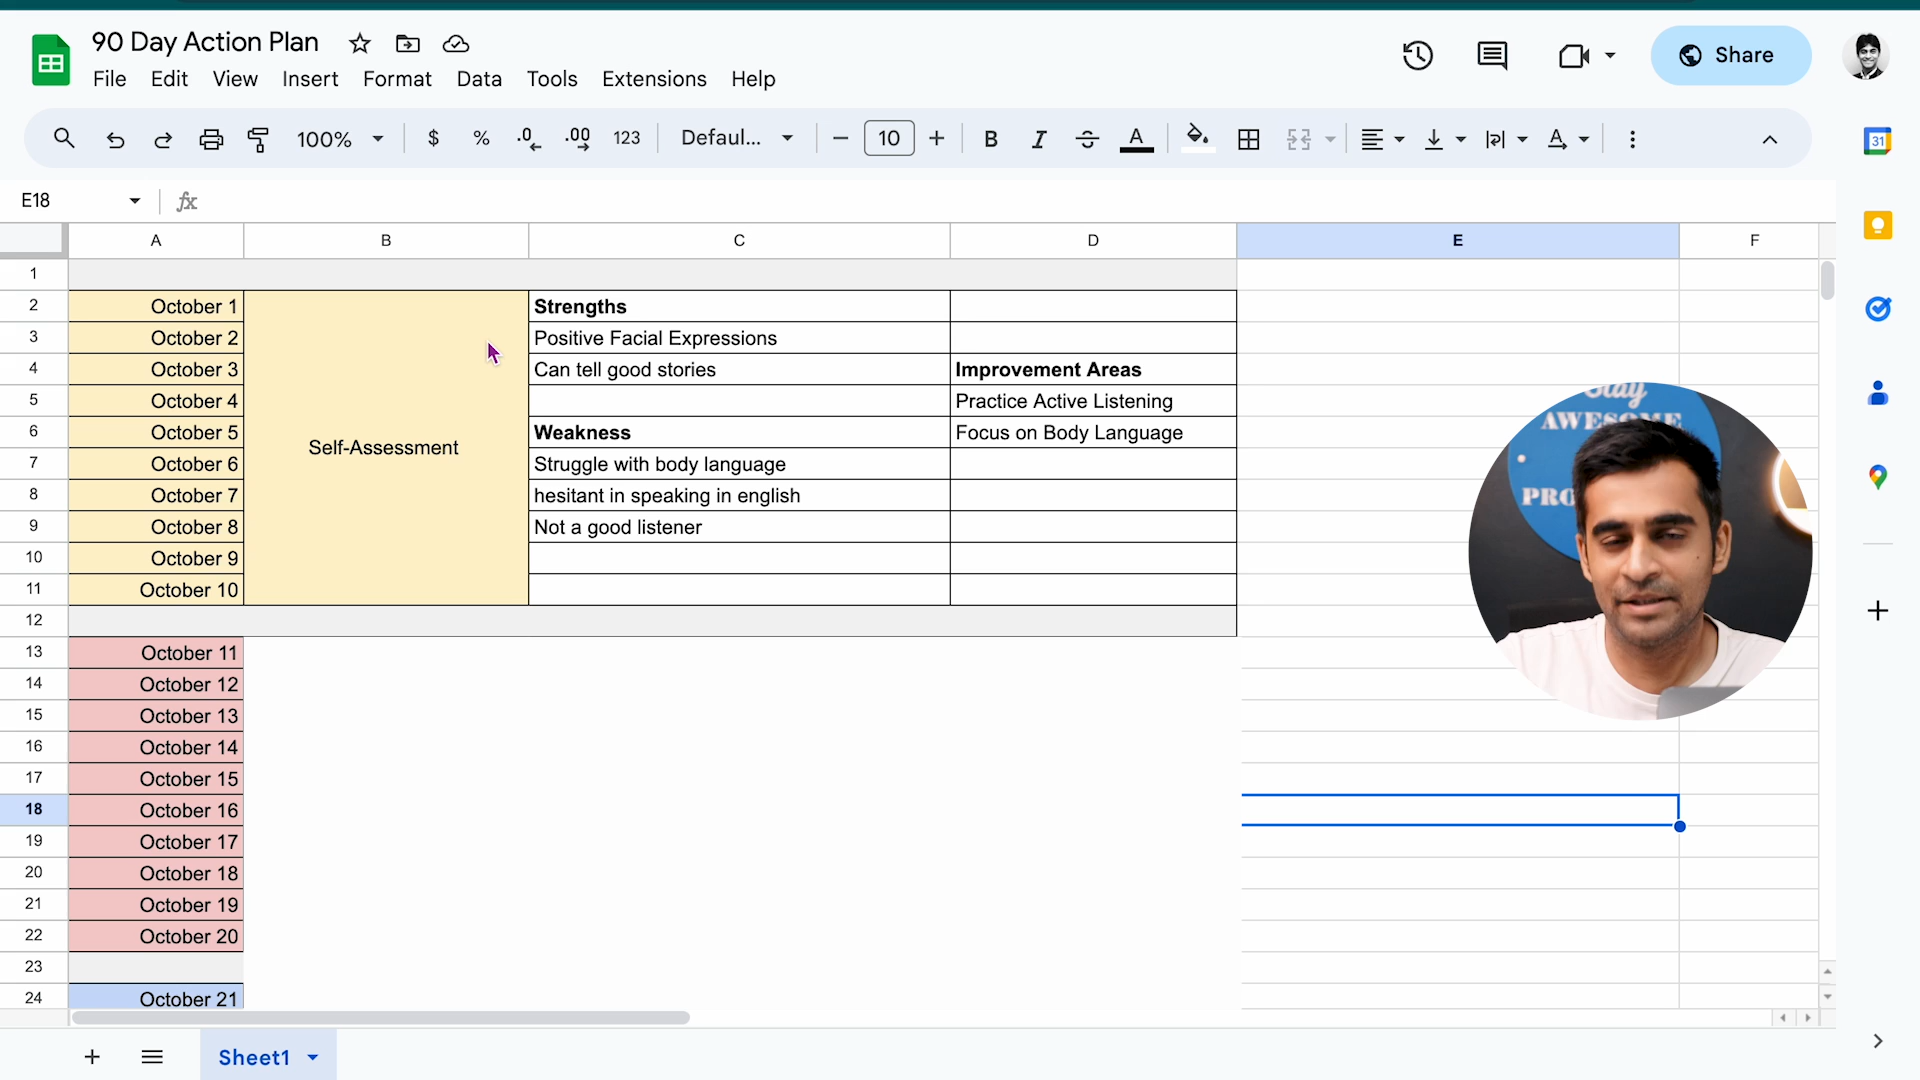 90 Day Action Plan
File Edit View Insert Format Data Tools Extensions Help
Share
100% $ % .0 .00 123 Defaul... 10 B I A A
31
E18 fx
A B C D E F
1
2 October 1 Strengths
3 October 2 Positive Facial Expressions
4 October 3 Can tell good stories Improvement Areas
5 October 4 Practice Active Listening
6 October 5 Weakness Focus on Body Language
Self-Assessment
7 October 6 Struggle with body language
8 October 7 hesitant in speaking in english
9 October 8 Not a good listener
10 October 9
11 October 10
12
13 October 11
14 October 12
15 October 13
16 October 14
17 October 15
18 October 16
19 October 17
20 October 18
21 October 19
22 October 20
23
24 October 21
Stay
AWESOME
PRO
Sheet1